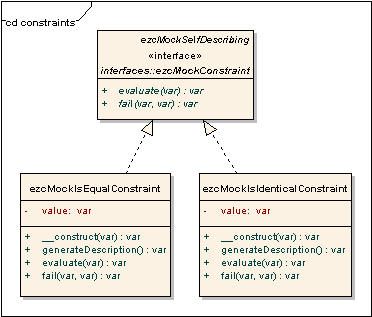 cd constraints
ezcMockSelfDescribing
«interface»
interfaces::ezcMockConstraint
+ evaluate(var) : var
+ fail(var, var) : var
ezcMockIsEqualConstraint
- value: var
+ __construct(var) : var
+ generateDescription() : var
+ evaluate(var) : var
+ fail(var, var) : var
ezcMockIsIdenticalConstraint
- value: var
+ __construct(var) : var
+ generateDescription() : var
+ evaluate(var) : var
+ fail(var, var) : var